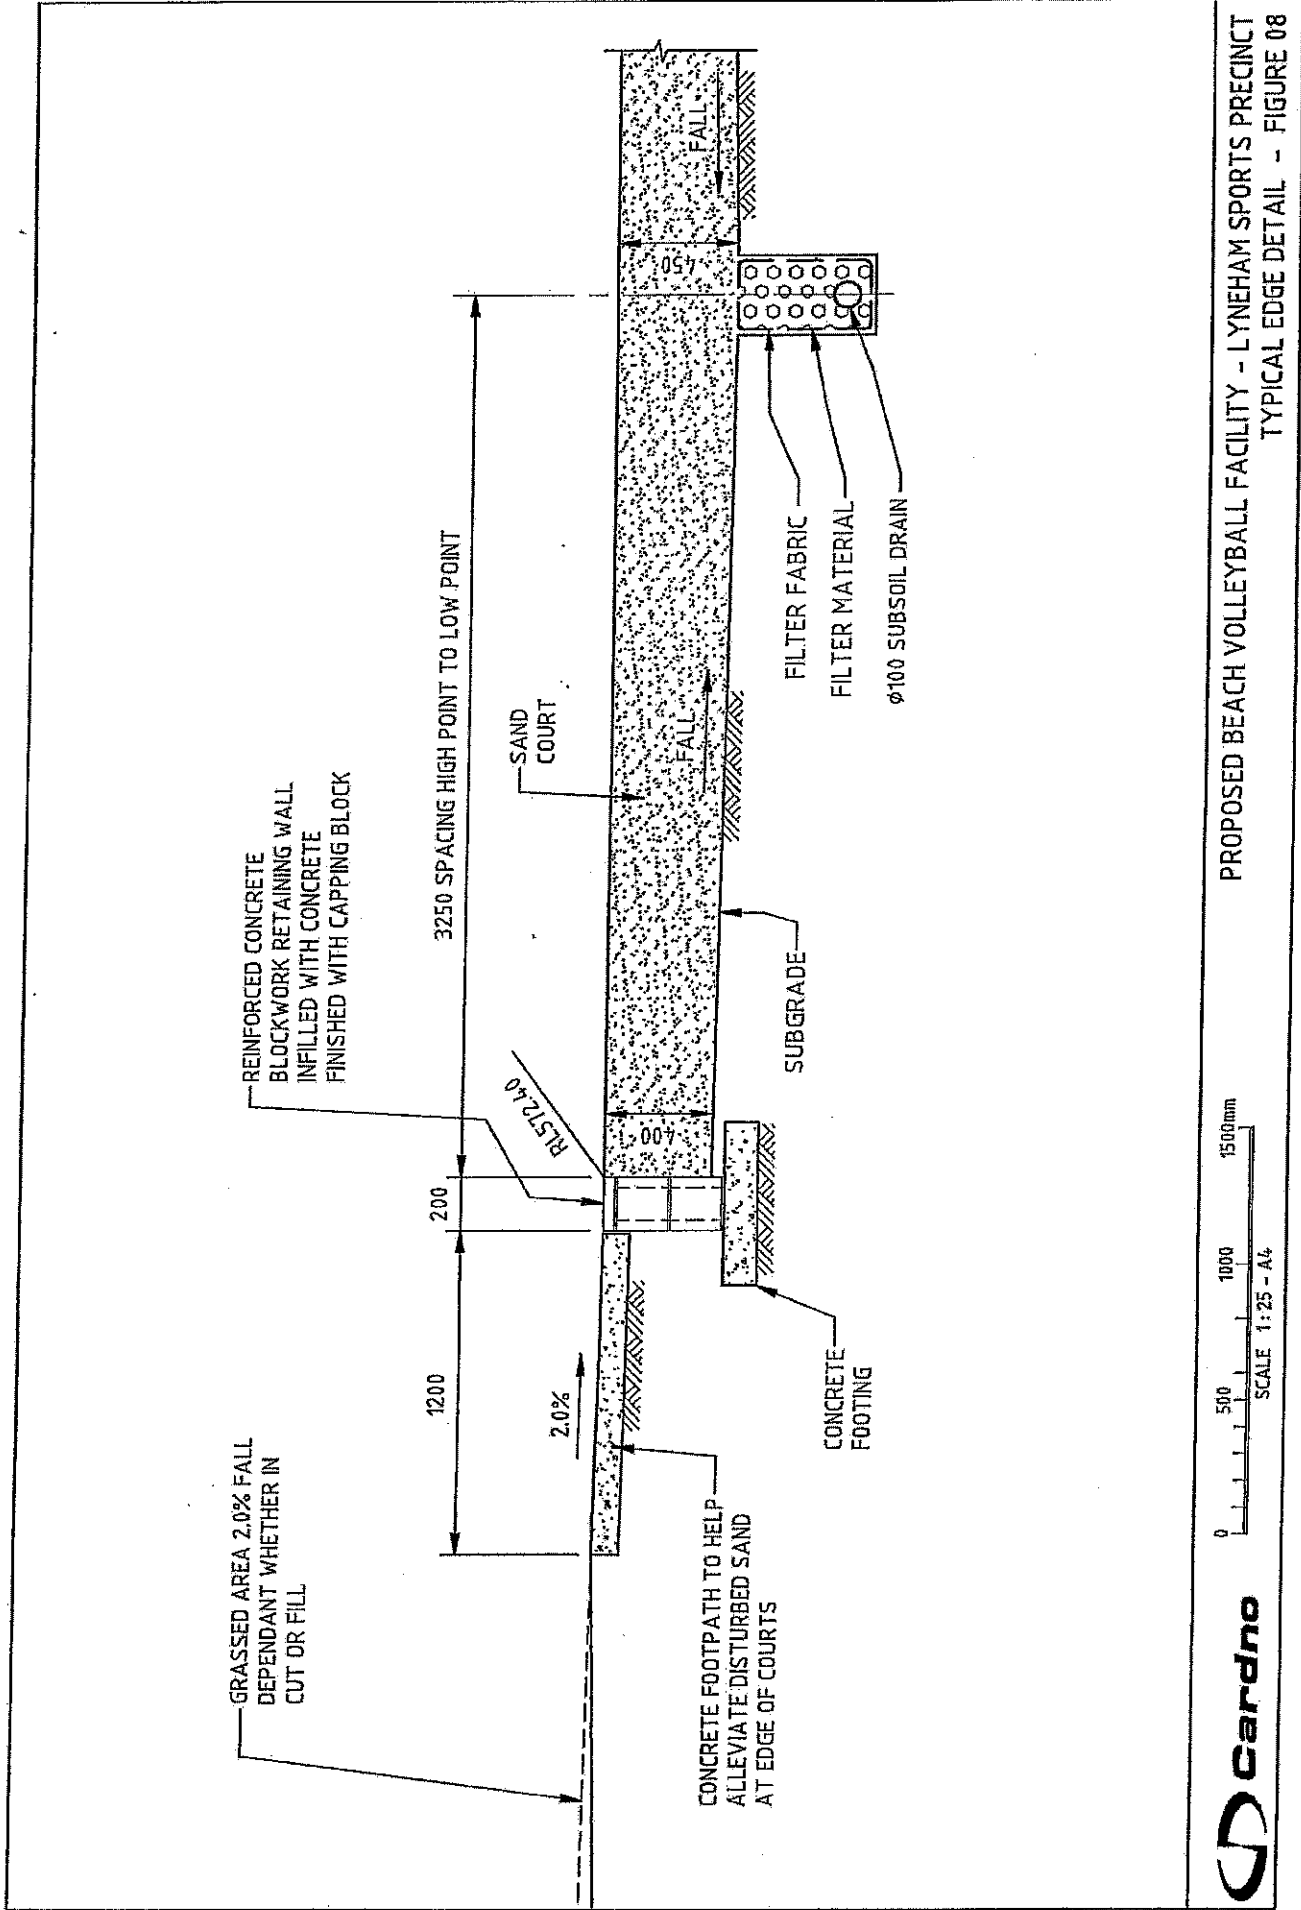 GRASSED AREA 2.0% FALL
DEPENDANT WHETHER IN
CUT OR FILL
REINFORCED CONCRETE
BLOCKWORK RETAINING WALL
INFILLED WITH CONCRETE
FINISHED WITH CAPPING BLOCK
1200
200
3250 SPACING HIGH POINT TO LOW POINT
2.0%
RL572.40
SAND
COURT
400
FALL
450
FALL
CONCRETE FOOTPATH TO HELP
ALLEVIATE DISTURBED SAND
AT EDGE OF COURTS
CONCRETE
FOOTING
SUBGRADE
FILTER FABRIC
FILTER MATERIAL
φ100 SUBSOIL DRAIN
Cardno
0 500 1000 1500mm
SCALE 1:25 - A4
PROPOSED BEACH VOLLEYBALL FACILITY - LYNEHAM SPORTS PRECINCT
TYPICAL EDGE DETAIL - FIGURE 08